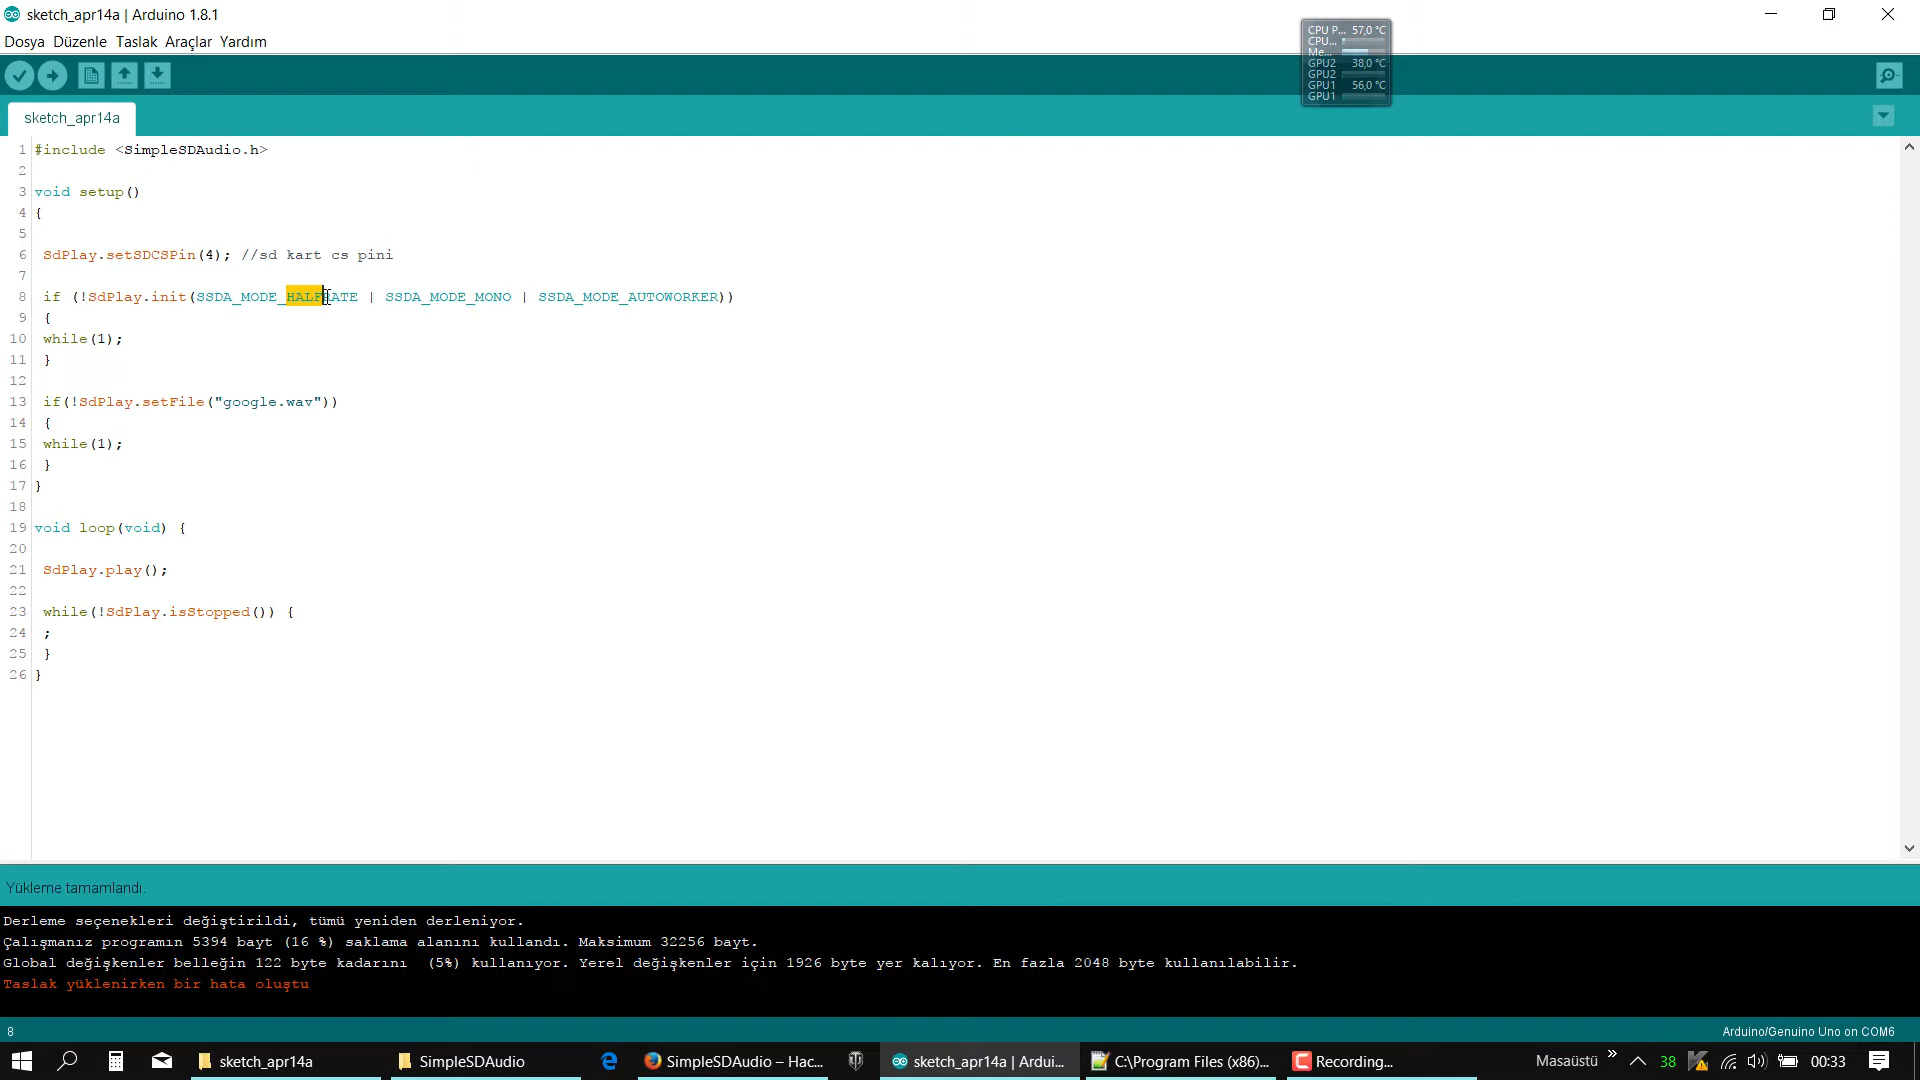 sketch_apr14a | Arduino 1.8.1
Dosya Düzenle Taslak Araçlar Yardım
CPU P... 57,0 °C
CPU...
Me...
GPU2 38,0 °C
GPU2
GPU1 56,0 °C
GPU1
sketch_apr14a
1 #include <SimpleSDAudio.h>
2
3 void setup()
4 {
5
6 SdPlay.setSDCSPin(4); //sd kart cs pini
7
8 if (!SdPlay.init(SSDA_MODE_HALFRATE | SSDA_MODE_MONO | SSDA_MODE_AUTOWORKER))
9 {
10 while(1);
11 }
12
13 if(!SdPlay.setFile("google.wav"))
14 {
15 while(1);
16 }
17 }
18
19 void loop(void) {
20
21 SdPlay.play();
22
23 while(!SdPlay.isStopped()) {
24 ;
25 }
26 }
Yükleme tamamlandı.
Derleme seçenekleri değiştirildi, tümü yeniden derleniyor.
Çalışmanız programın 5394 bayt (16 %) saklama alanını kullandı. Maksimum 32256 bayt.
Global değişkenler belleğin 122 byte kadarını (5%) kullanıyor. Yerel değişkenler için 1926 byte yer kalıyor. En fazla 2048 byte kullanılabilir.
Taslak yüklenirken bir hata oluştu
8 Arduino/Genuino Uno on COM6
sketch_apr14a SimpleSDAudio SimpleSDAudio – Hac... sketch_apr14a | Ardui... C:\Program Files (x86)... Recording... Masaüstü 38 00:33